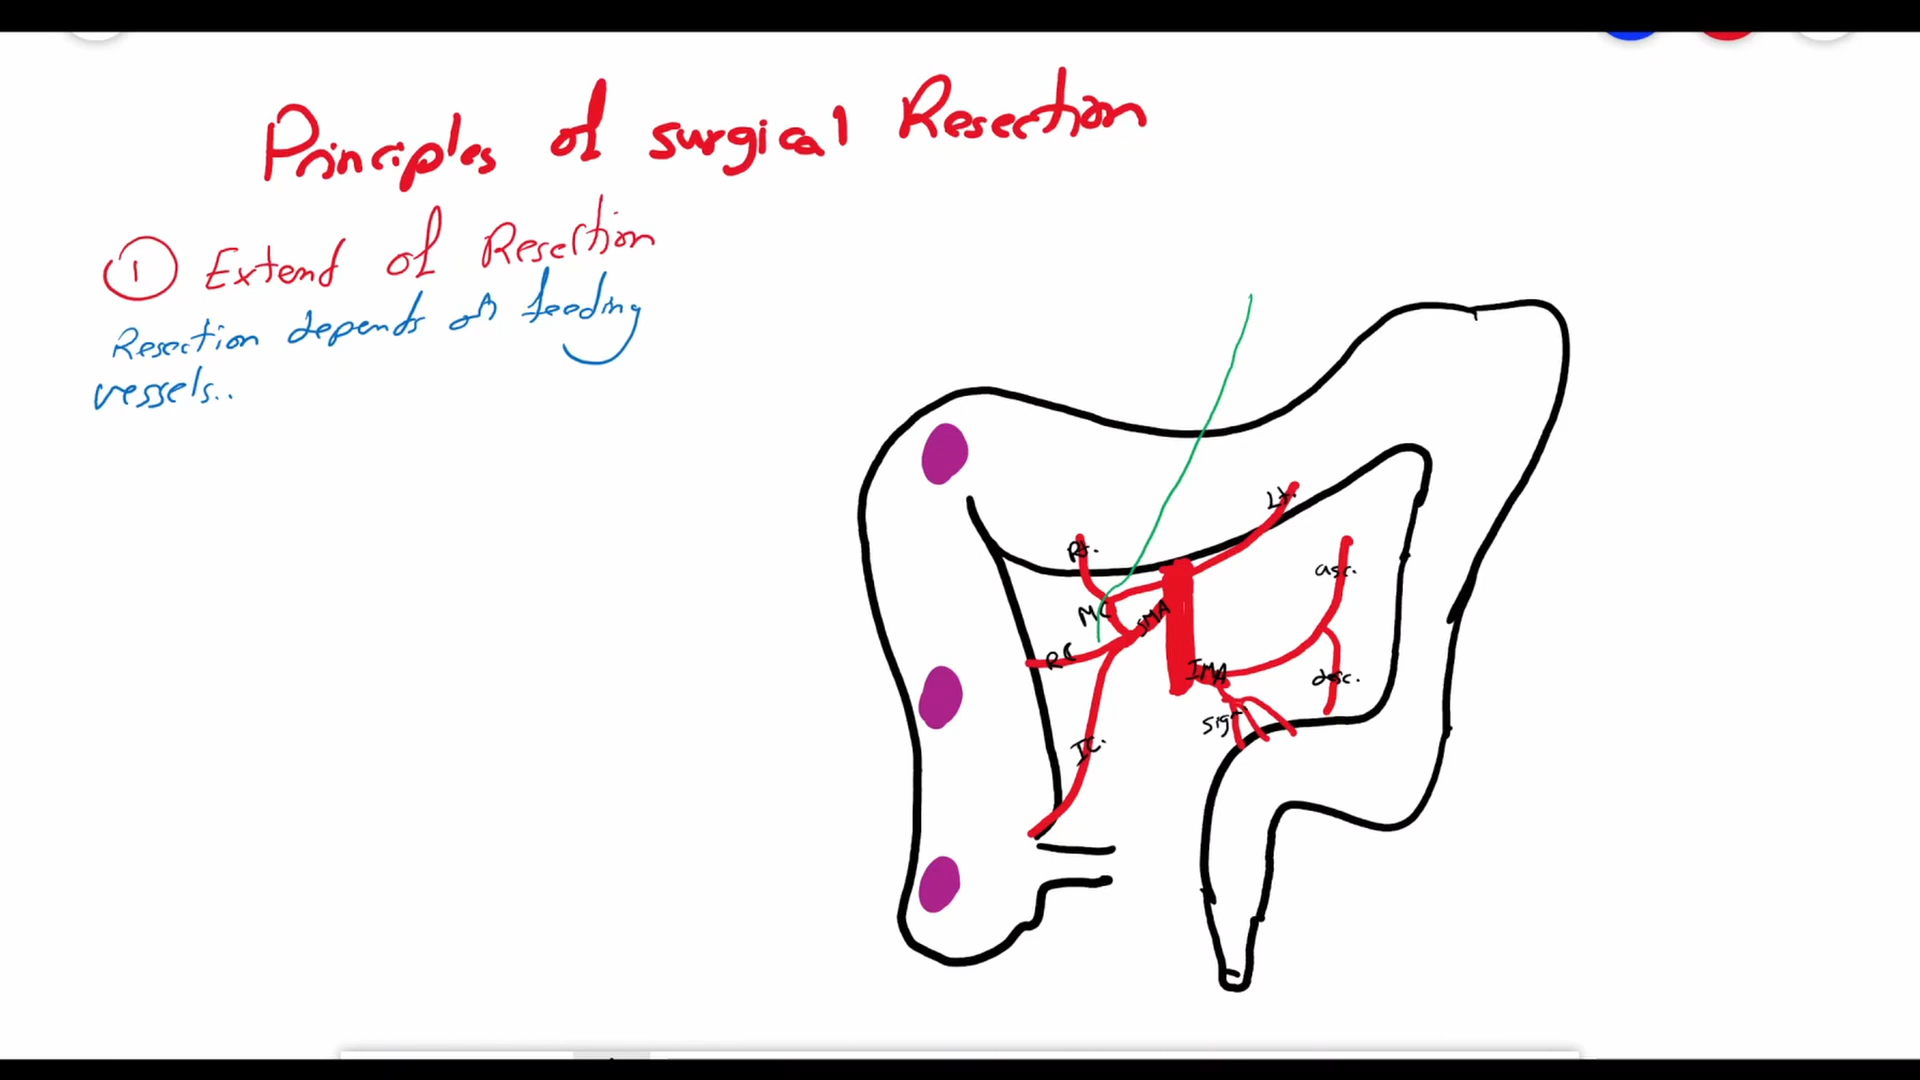 Principles of surgical Resection
① Extend of Resection
Resection depends on feeding
vessels..
Lt.
Rt.
asc.
MC
SMA
RC
IMA
desc.
sig
IC.